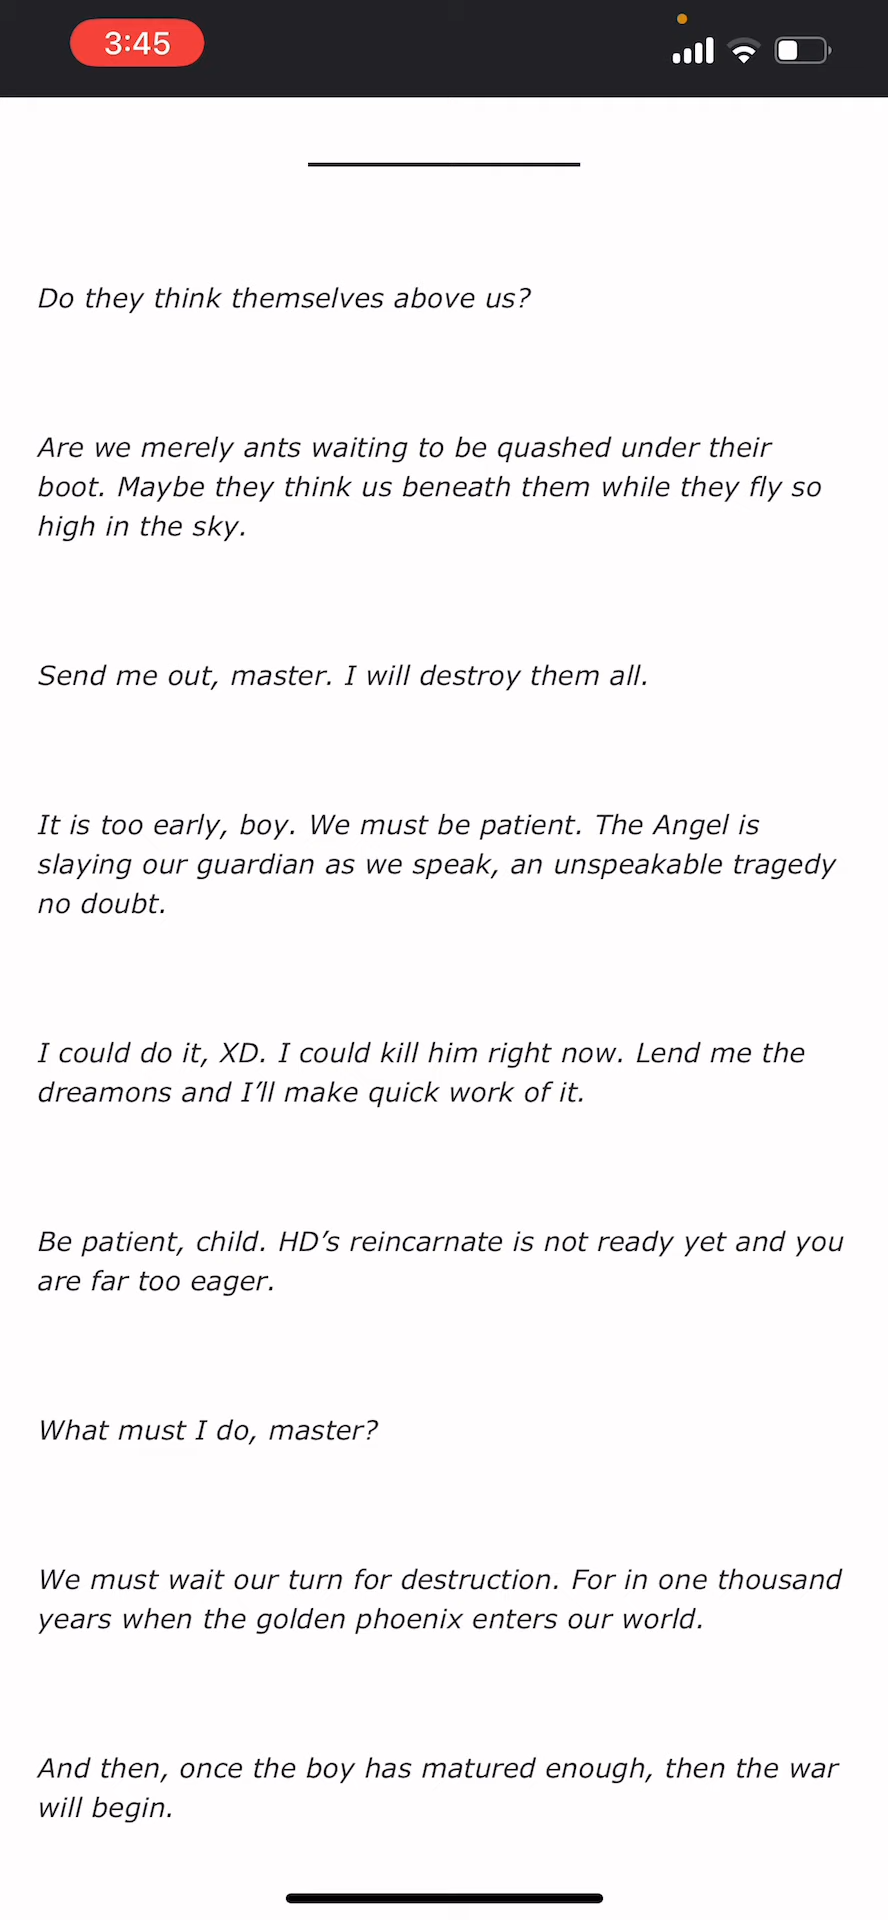 3:45
Do they think themselves above us?
Are we merely ants waiting to be quashed under their
boot. Maybe they think us beneath them while they fly so
high in the sky.
Send me out, master. I will destroy them all.
It is too early, boy. We must be patient. The Angel is
slaying our guardian as we speak, an unspeakable tragedy
no doubt.
I could do it, XD. I could kill him right now. Lend me the
dreamons and I’ll make quick work of it.
Be patient, child. HD’s reincarnate is not ready yet and you
are far too eager.
What must I do, master?
We must wait our turn for destruction. For in one thousand
years when the golden phoenix enters our world.
And then, once the boy has matured enough, then the war
will begin.